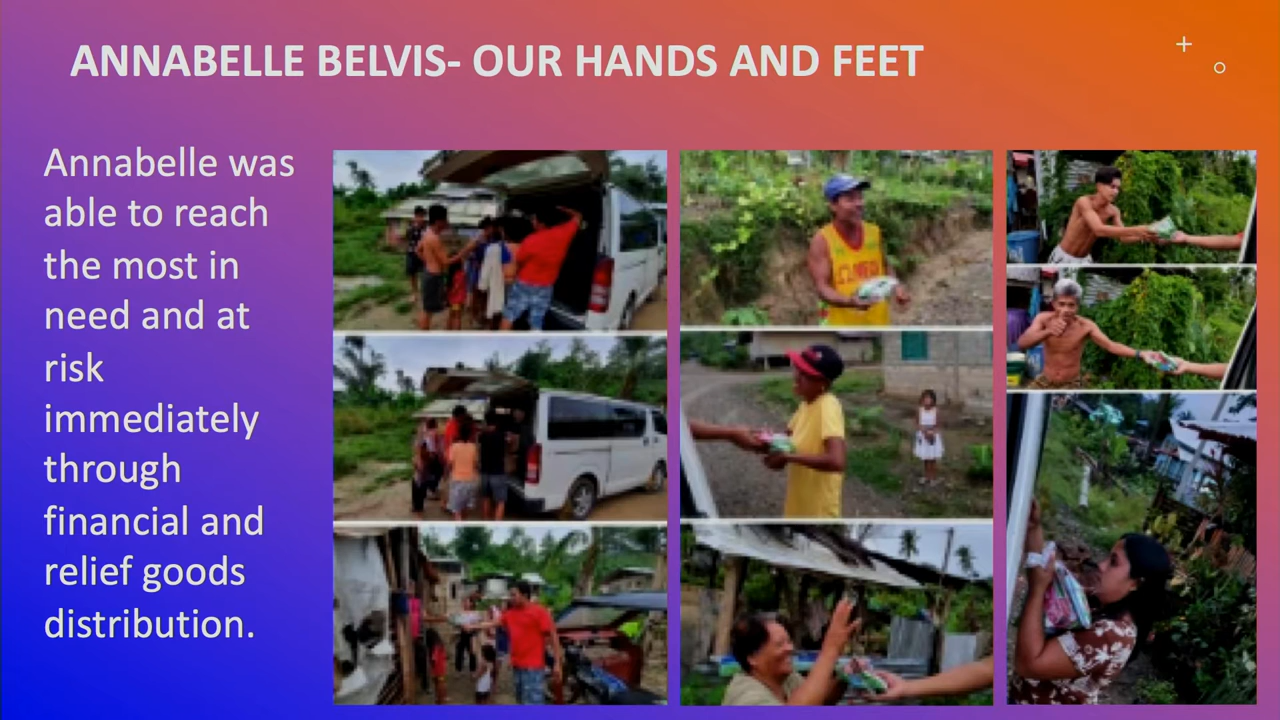 ANNABELLE BELVIS- OUR HANDS AND FEET
Annabelle was
able to reach
the most in
need and at
risk
immediately
through
financial and
relief goods
distribution.